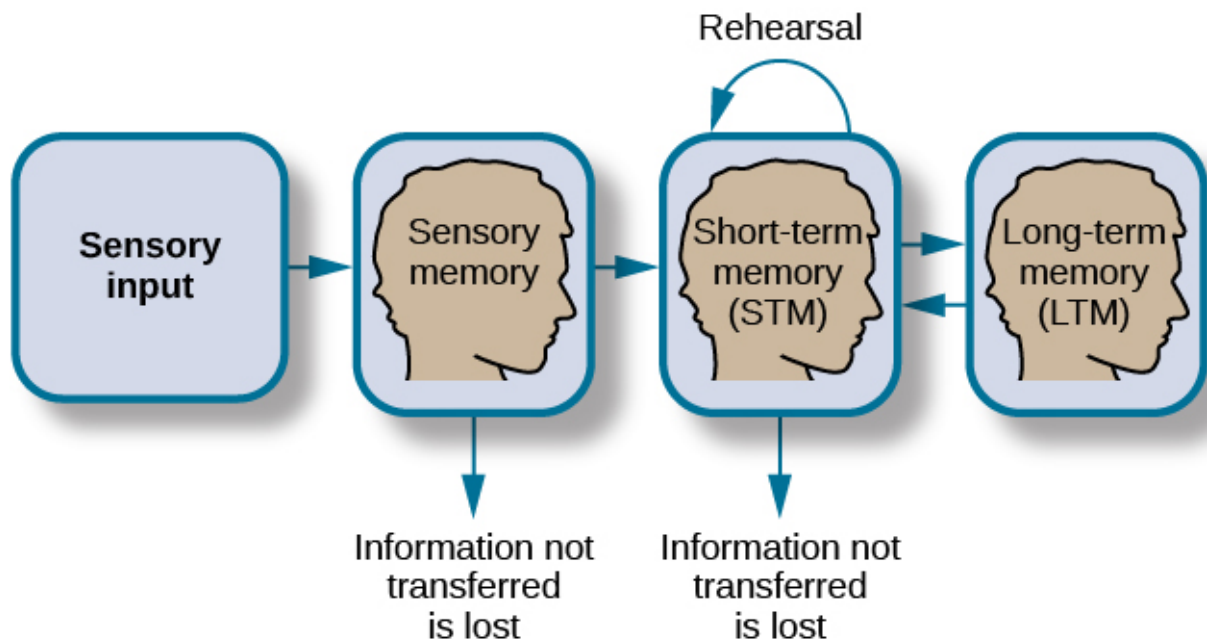 Rehearsal
Sensory
input
Sensory
memory
Short-term
memory
(STM)
Long-term
memory
(LTM)
Information not
transferred
is lost
Information not
transferred
is lost